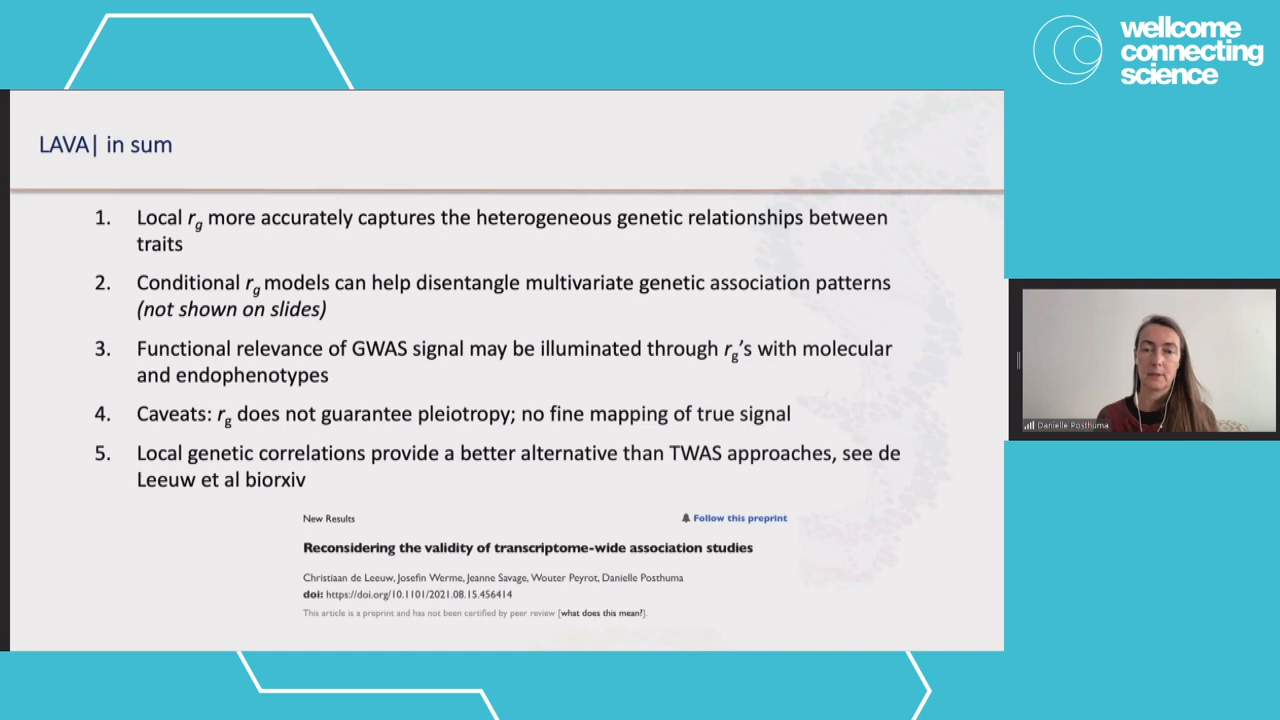 wellcome
connecting
science
LAVA| in sum
1. Local rg more accurately captures the heterogeneous genetic relationships between
traits
2. Conditional rg models can help disentangle multivariate genetic association patterns
(not shown on slides)
3. Functional relevance of GWAS signal may be illuminated through rg's with molecular
and endophenotypes
4. Caveats: rg does not guarantee pleiotropy; no fine mapping of true signal
5. Local genetic correlations provide a better alternative than TWAS approaches, see de
Leeuw et al biorxiv
New Results
Follow this preprint
Reconsidering the validity of transcriptome-wide association studies
Christiaan de Leeuw, Josefin Werme, Jeanne Savage, Wouter Peyrot, Danielle Posthuma
doi: https://doi.org/10.1101/2021.08.15.456414
This article is a preprint and has not been certified by peer review [what does this mean?].
Danielle Posthuma